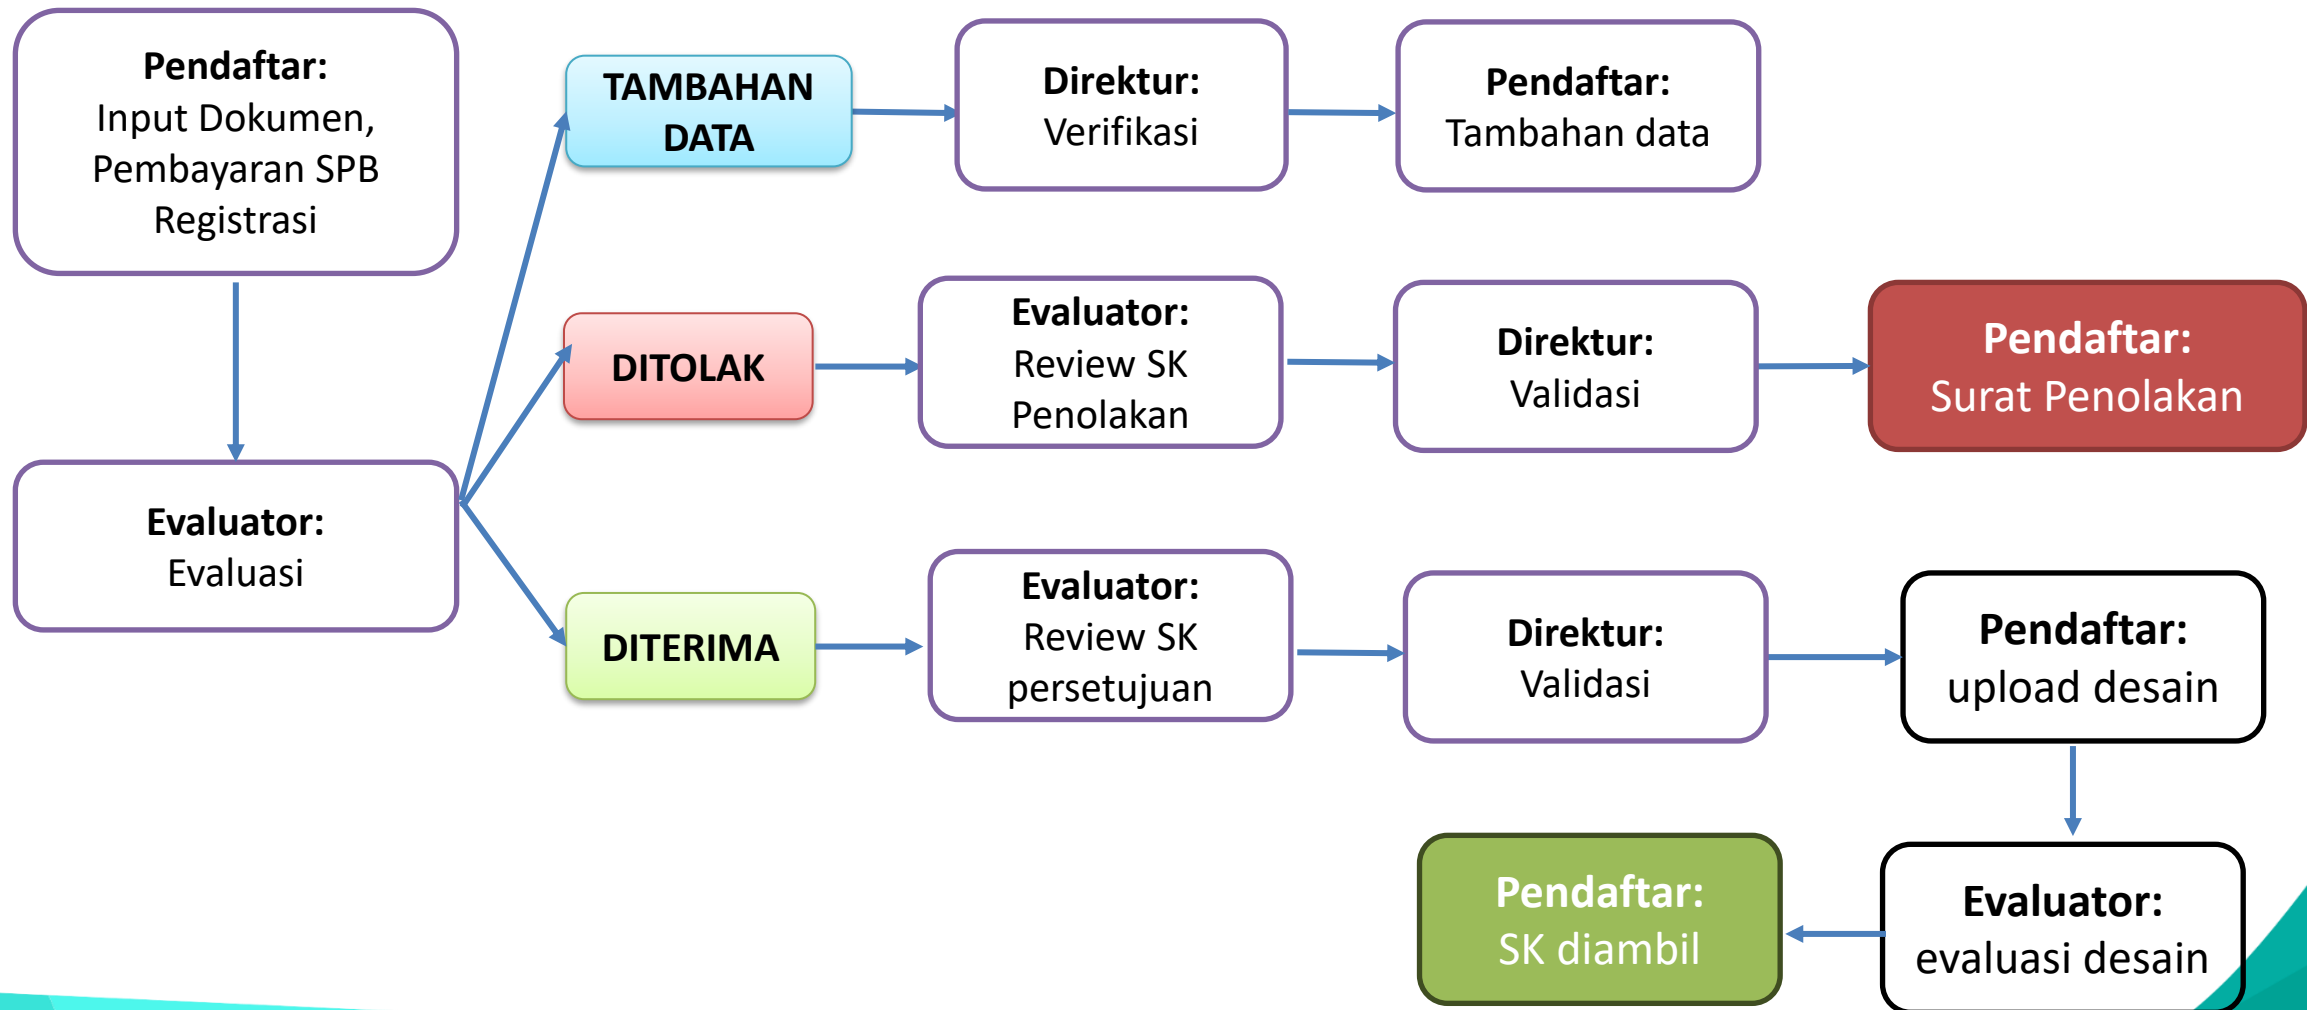 Pendaftar:
Input Dokumen,
Pembayaran SPB
Registrasi
Evaluator:
Evaluasi
TAMBAHAN
DATA
Direktur:
Verifikasi
Pendaftar:
Tambahan data
DITOLAK
Evaluator:
Review SK
Penolakan
Direktur:
Validasi
Pendaftar:
Surat Penolakan
DITERIMA
Evaluator:
Review SK
persetujuan
Direktur:
Validasi
Pendaftar:
upload desain
Evaluator:
evaluasi desain
Pendaftar:
SK diambil